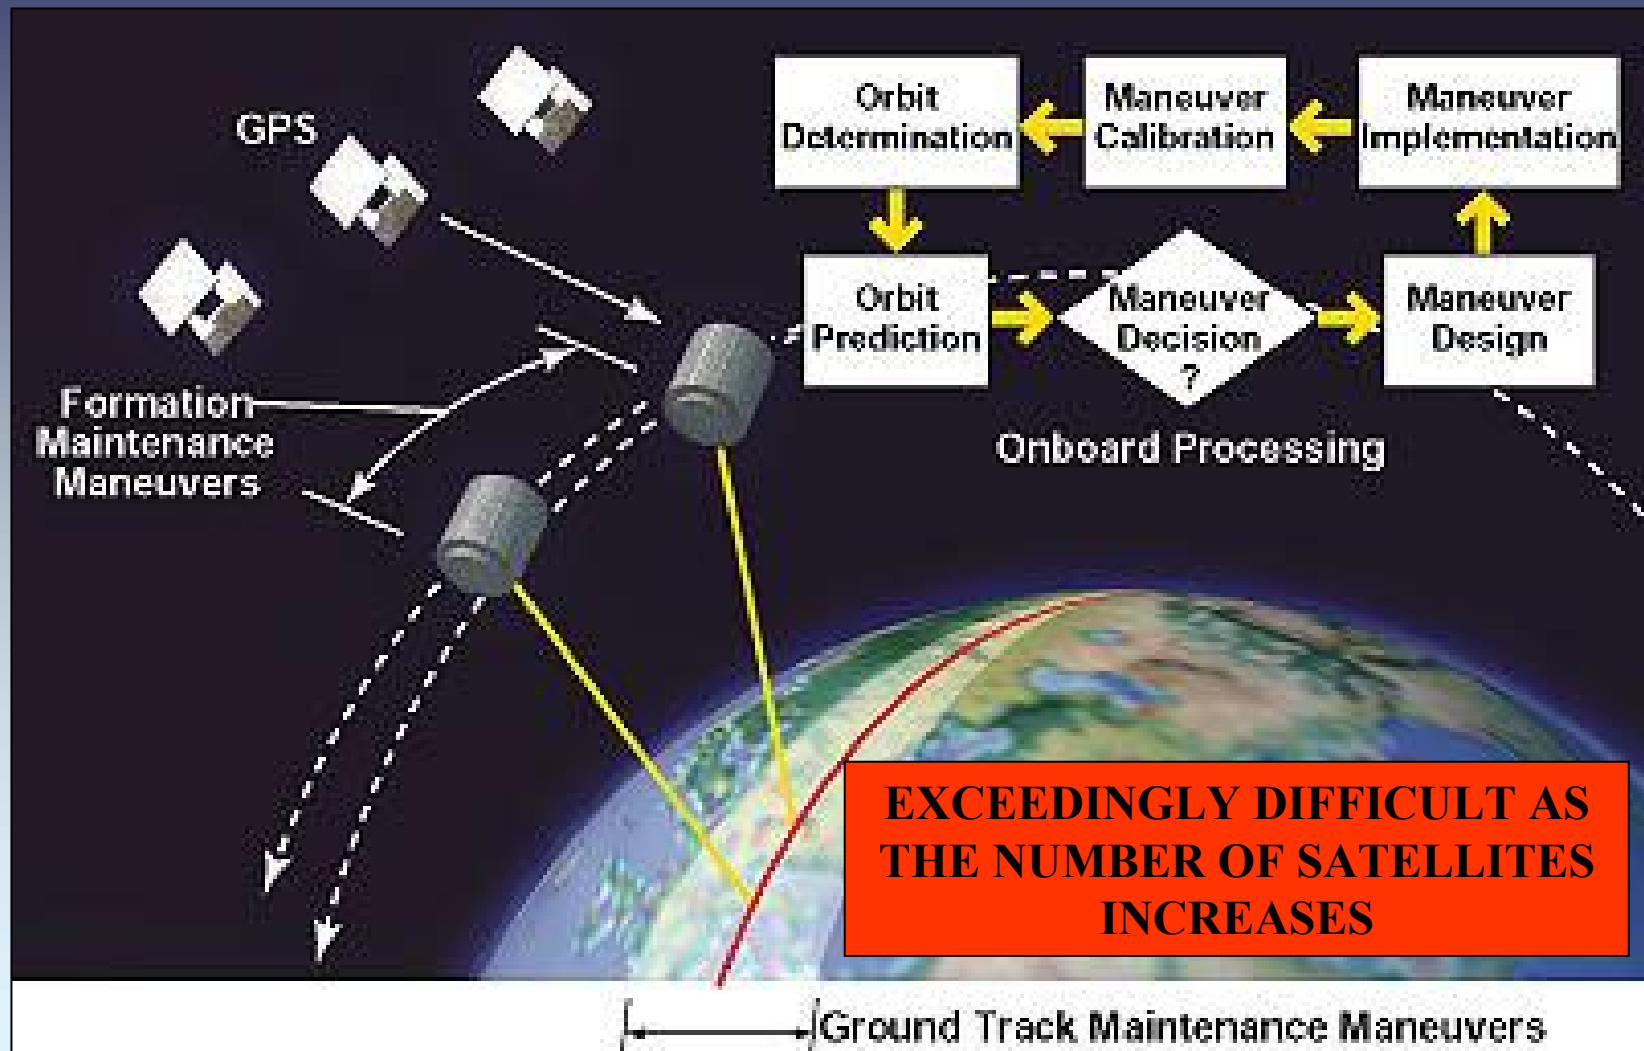 GPS
Orbit
Determination
Maneuver
Calibration
Maneuver
Implementation
Orbit
Prediction
Maneuver
Decision
?
Maneuver
Design
Onboard Processing
Formation
Maintenance
Maneuvers
EXCEEDINGLY DIFFICULT AS
THE NUMBER OF SATELLITES
INCREASES
Ground Track Maintenance Maneuvers